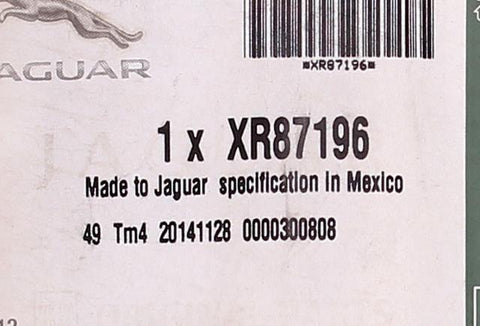 JAGUAR
*XR87196*
1 x XR87196
Made to Jaguar specification in Mexico
49 Tm4 20141128 0000300808